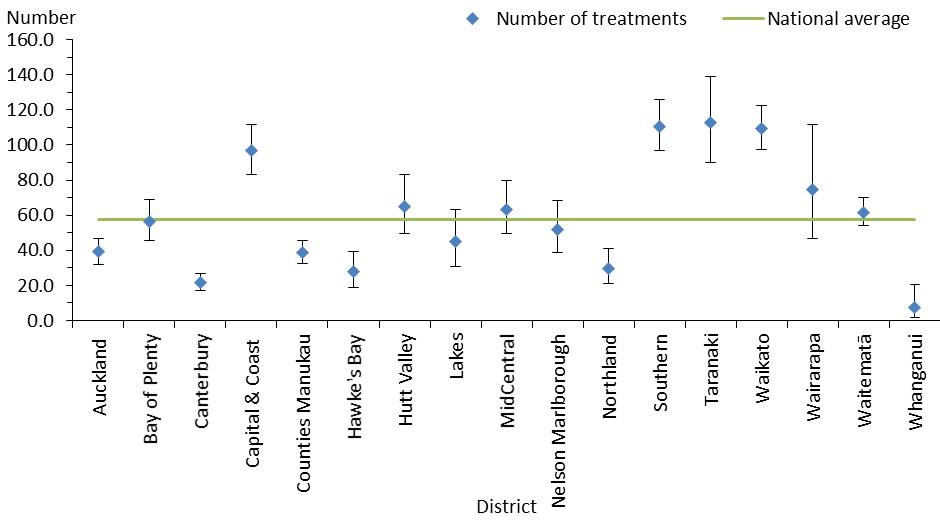 Number
Number of treatments
National average
160.0
140.0
120.0
100.0
80.0
60.0
40.0
20.0
0.0
Auckland
Bay of Plenty
Canterbury
Capital & Coast
Counties Manukau
Hawke's Bay
Hutt Valley
Lakes
MidCentral
Nelson Marlborough
Northland
Southern
Taranaki
Waikato
Wairarapa
Waitematā
Whanganui
District